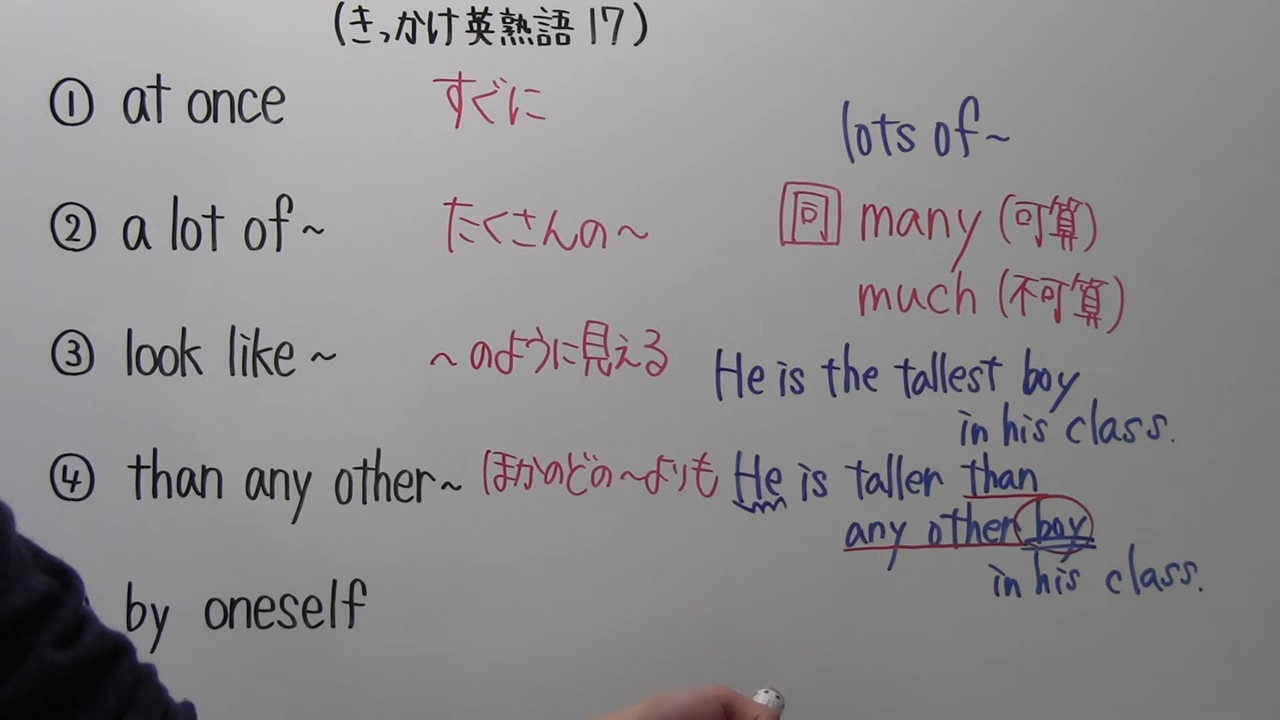 (きっかけ英熟語17)
① at once すぐに
lots of~
② a lot of~ たくさんの~
同 many (可算)
much (不可算)
③ look like~ ~のように見える
He is the tallest boy
in his class.
④ than any other~ ほかのどの~よりも
He is taller than
any other boy
in his class.
by oneself